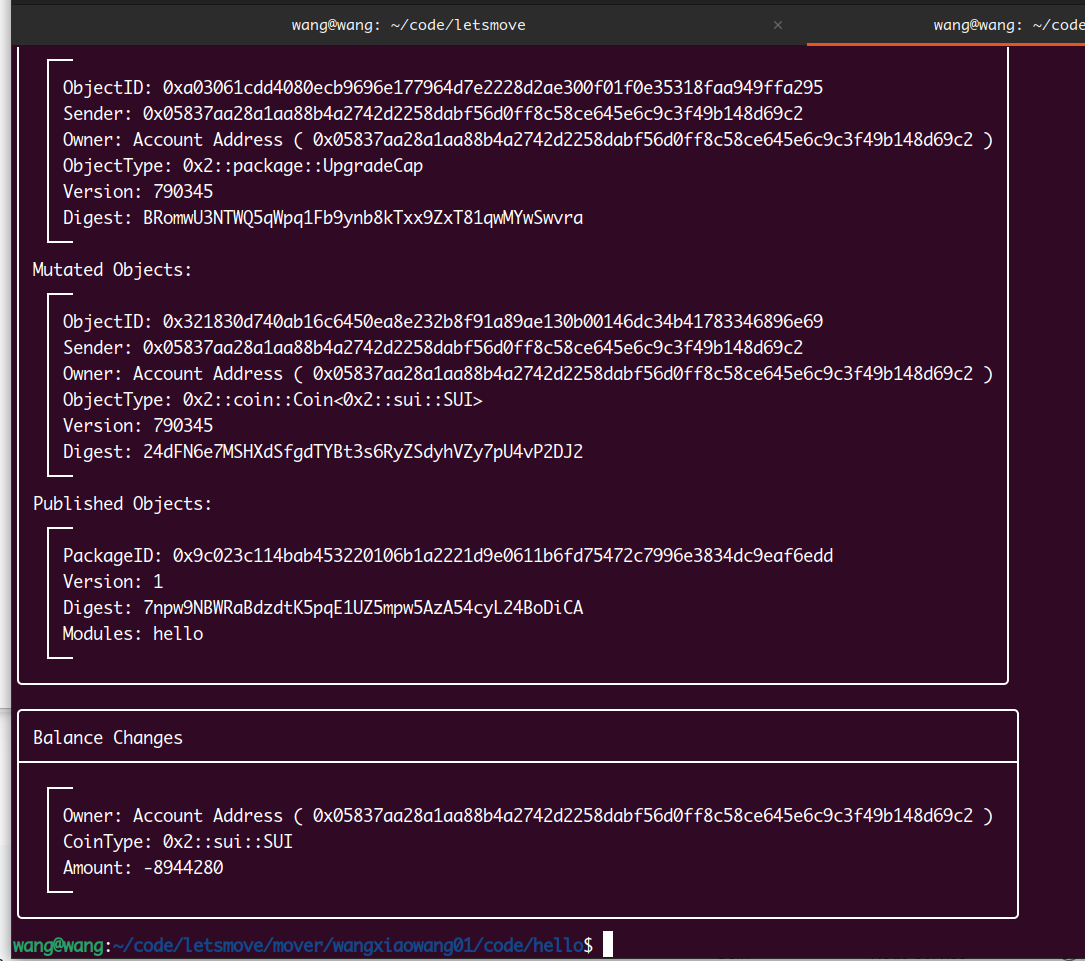 wang@wang: ~/code/letsmove × wang@wang: ~/code
ObjectID: 0xa03061cdd4080ecb9696e177964d7e2228d2ae300f01f0e35318faa949ffa295
Sender: 0x05837aa28a1aa88b4a2742d2258dabf56d0ff8c58ce645e6c9c3f49b148d69c2
Owner: Account Address ( 0x05837aa28a1aa88b4a2742d2258dabf56d0ff8c58ce645e6c9c3f49b148d69c2 )
ObjectType: 0x2::package::UpgradeCap
Version: 790345
Digest: BRomwU3NTWQ5qWpq1Fb9ynb8kTxx9ZxT81qwMYwSwvra
Mutated Objects:
ObjectID: 0x321830d740ab16c6450ea8e232b8f91a89ae130b00146dc34b41783346896e69
Sender: 0x05837aa28a1aa88b4a2742d2258dabf56d0ff8c58ce645e6c9c3f49b148d69c2
Owner: Account Address ( 0x05837aa28a1aa88b4a2742d2258dabf56d0ff8c58ce645e6c9c3f49b148d69c2 )
ObjectType: 0x2::coin::Coin<0x2::sui::SUI>
Version: 790345
Digest: 24dFN6e7MSHXdSfgdTYBt3s6RyZSdyhVZy7pU4vP2DJ2
Published Objects:
PackageID: 0x9c023c114bab453220106b1a2221d9e0611b6fd75472c7996e3834dc9eaf6edd
Version: 1
Digest: 7npw9NBWRaBdzdtK5pqE1UZ5mpw5AzA54cyL24BoDiCA
Modules: hello
Balance Changes
Owner: Account Address ( 0x05837aa28a1aa88b4a2742d2258dabf56d0ff8c58ce645e6c9c3f49b148d69c2 )
CoinType: 0x2::sui::SUI
Amount: -8944280
wang@wang:~/code/letsmove/mover/wangxiaowang01/code/hello$